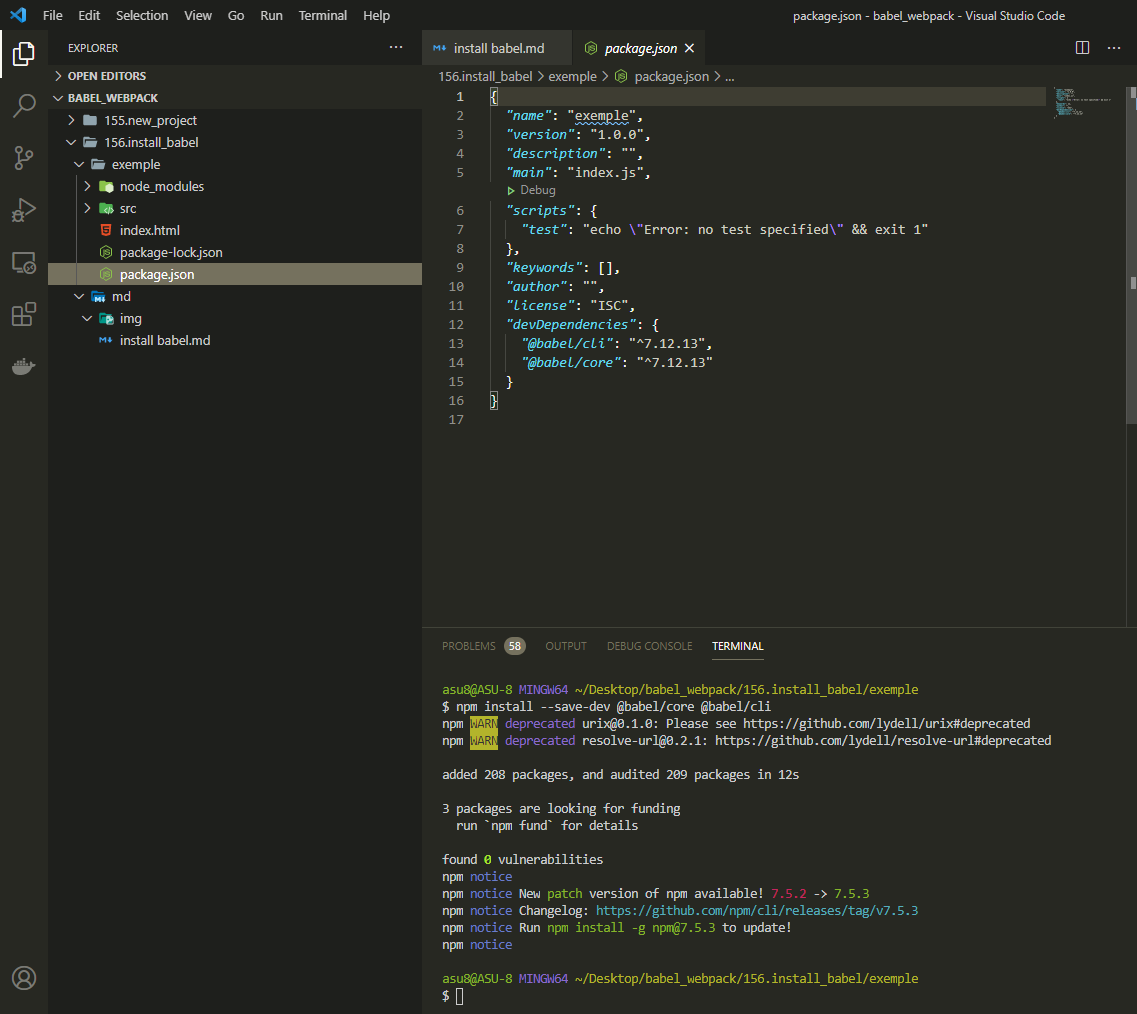 File Edit Selection View Go Run Terminal Help package.json - babel_webpack - Visual Studio Code
EXPLORER ···
OPEN EDITORS
BABEL_WEBPACK
155.new_project
156.install_babel
exemple
node_modules
src
index.html
package-lock.json
package.json
md
img
install babel.md
install babel.md package.json
156.install_babel > exemple > package.json > ...
1 {
2 "name": "exemple",
3 "version": "1.0.0",
4 "description": "",
5 "main": "index.js",
Debug
6 "scripts": {
7 "test": "echo \"Error: no test specified\" && exit 1"
8 },
9 "keywords": [],
10 "author": "",
11 "license": "ISC",
12 "devDependencies": {
13 "@babel/cli": "^7.12.13",
14 "@babel/core": "^7.12.13"
15 }
16 }
17
PROBLEMS 58 OUTPUT DEBUG CONSOLE TERMINAL
asu8@ASU-8 MINGW64 ~/Desktop/babel_webpack/156.install_babel/exemple
$ npm install --save-dev @babel/core @babel/cli
npm WARN deprecated urix@0.1.0: Please see https://github.com/lydell/urix#deprecated
npm WARN deprecated resolve-url@0.2.1: https://github.com/lydell/resolve-url#deprecated
added 208 packages, and audited 209 packages in 12s
3 packages are looking for funding
run `npm fund` for details
found 0 vulnerabilities
npm notice
npm notice New patch version of npm available! 7.5.2 -> 7.5.3
npm notice Changelog: https://github.com/npm/cli/releases/tag/v7.5.3
npm notice Run npm install -g npm@7.5.3 to update!
npm notice
asu8@ASU-8 MINGW64 ~/Desktop/babel_webpack/156.install_babel/exemple
$